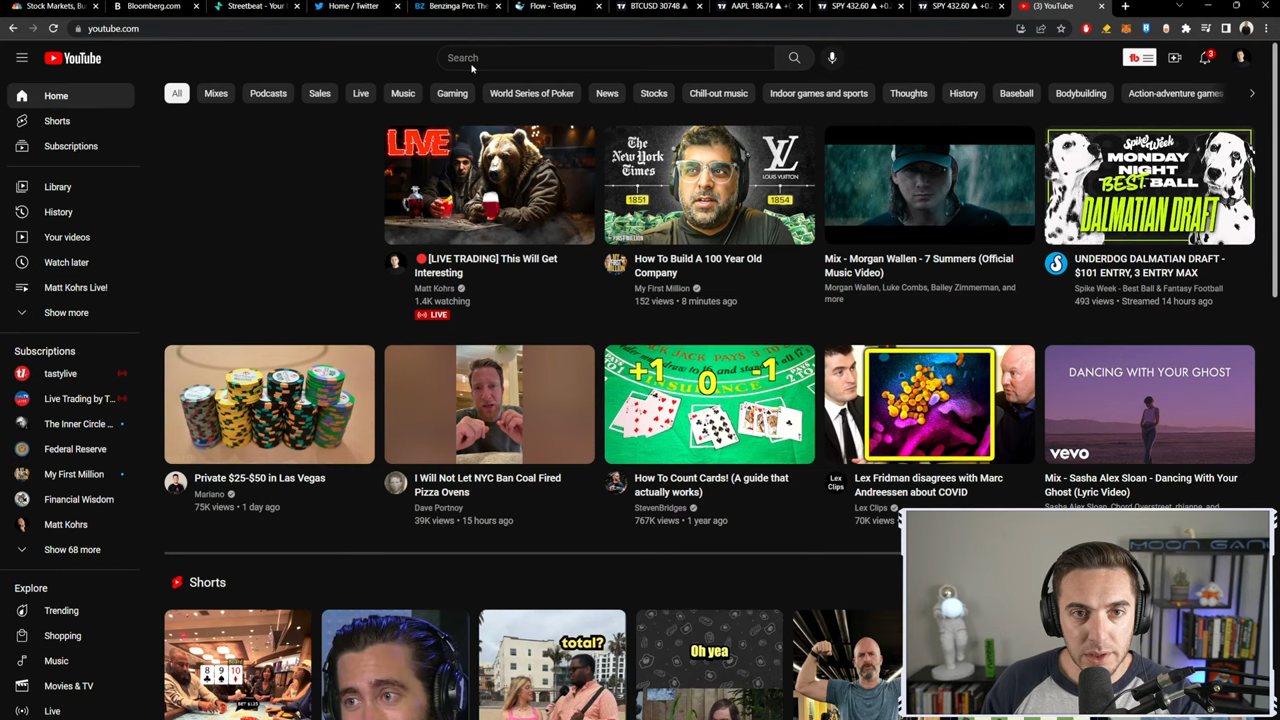 Stock Markets, Bu
Bloomberg.com
Streetbeat - Your
Home / Twitter
Benzinga Pro: The
Flow - Testing
BTCUSD 30748
AAPL 186.74
SPY 432.60
SPY 432.60
(3) YouTube
youtube.com
YouTube
Search
3
All
Mixes
Podcasts
Sales
Live
Music
Gaming
World Series of Poker
News
Stocks
Chill-out music
Indoor games and sports
Thoughts
History
Baseball
Bodybuilding
Action-adventure games
Home
Shorts
Subscriptions
Library
History
Your videos
Watch later
Matt Kohrs Live!
Show more
Subscriptions
tastylive
Live Trading by T...
The Inner Circle ...
Federal Reserve
My First Million
Financial Wisdom
Matt Kohrs
Show 68 more
Explore
Trending
Shopping
Music
Movies & TV
Live
LIVE
[LIVE TRADING] This Will Get
Interesting
Matt Kohrs
1.4K watching
LIVE
The
New York
Times
1851
LOUIS VUITTON
1854
How To Build A 100 Year Old
Company
My First Million
152 views • 8 minutes ago
Mix - Morgan Wallen - 7 Summers (Official
Music Video)
Morgan Wallen, Luke Combs, Bailey Zimmerman, and
more
Spike Week
MONDAY
NIGHT
BEST BALL
DALMATIAN DRAFT
UNDERDOG DALMATIAN DRAFT -
$101 ENTRY, 3 ENTRY MAX
Spike Week - Best Ball & Fantasy Football
493 views • Streamed 14 hours ago
Private $25-$50 in Las Vegas
Mariano
75K views • 1 day ago
I Will Not Let NYC Ban Coal Fired
Pizza Ovens
Dave Portnoy
39K views • 15 hours ago
+1 0 -1
INSURANCE
How To Count Cards! (A guide that
actually works)
StevenBridges
767K views • 1 year ago
Lex
Clips
Lex Fridman disagrees with Marc
Andreessen about COVID
Lex Clips
70K views
DANCING WITH YOUR GHOST
vevo
Mix - Sasha Alex Sloan - Dancing With Your
Ghost (Lyric Video)
Shorts
total?
Oh yea
MOON GANG